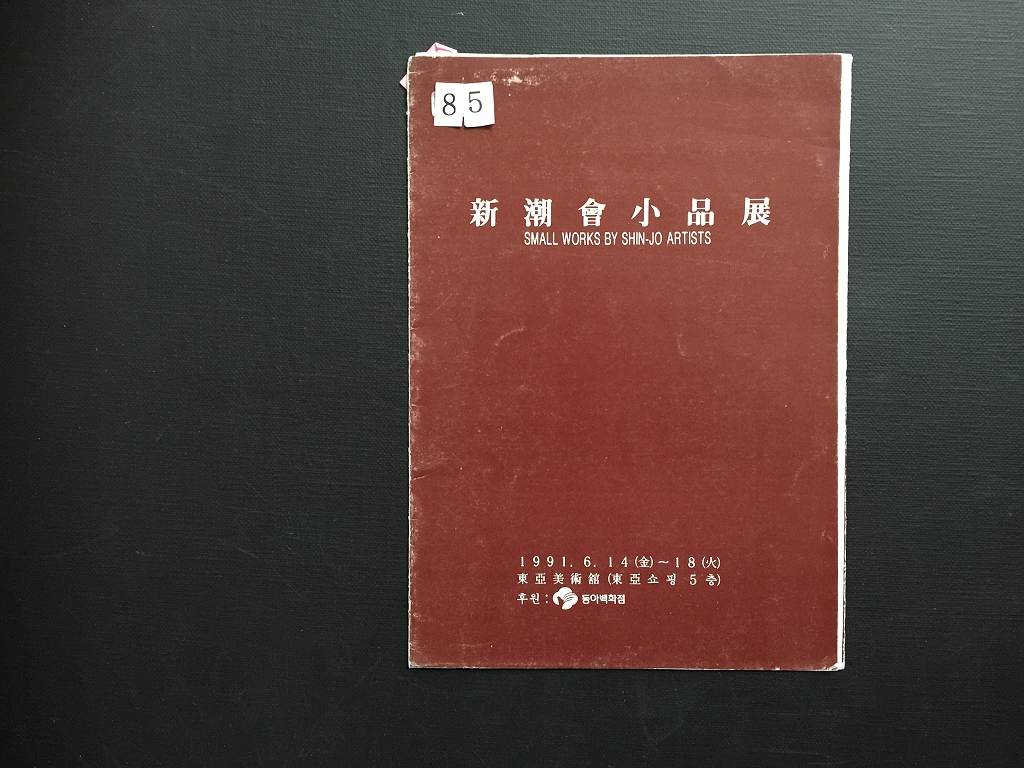 85
新潮會小品展
SMALL WORKS BY SHIN-JO ARTISTS
1991. 6. 14 (金) ~ 18 (火)
東亞美術館 (東亞쇼핑 5층)
후원 : 동아백화점